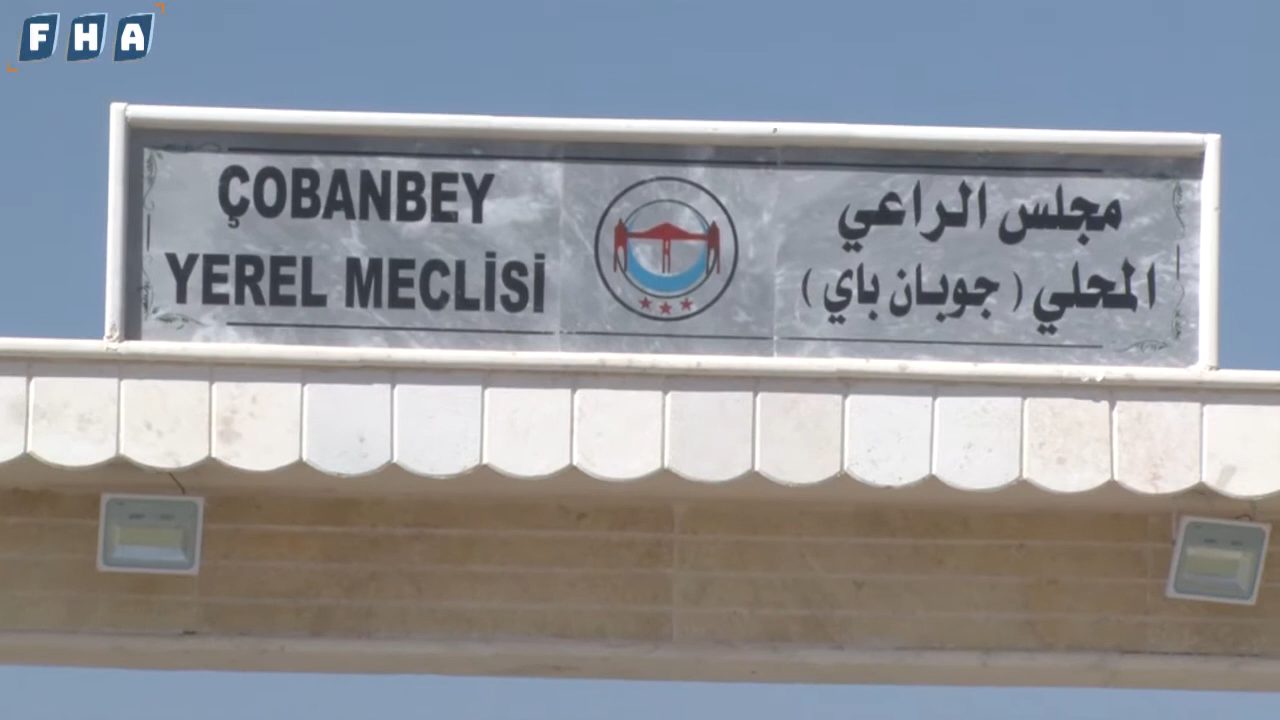 FHA
ÇOBANBEY
YEREL MECLİSİ
مجلس الراعي
المحلي ( جوبان باي )